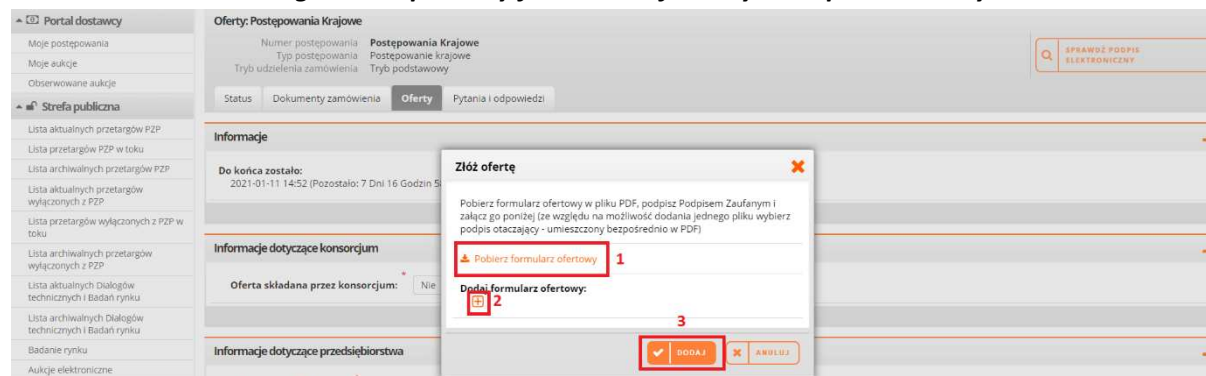 Portal dostawcy
Moje postępowania
Moje aukcje
Obserwowane aukcje
Strefa publiczna
Lista aktualnych przetargów PZP
Lista przetargów PZP w toku
Lista archiwalnych przetargów PZP
Lista aktualnych przetargów
wyłączonych z PZP
Lista przetargów wyłączonych z PZP w
toku
Lista archiwalnych przetargów
wyłączonych z PZP
Lista aktualnych Dialogów
technicznych i Badań rynku
Lista archiwalnych Dialogów
technicznych i Badań rynku
Badanie rynku
Aukcje elektroniczne
Oferty: Postępowania Krajowe
Numer postępowania Postępowania Krajowe
Typ postępowania Postępowanie krajowe
Tryb udzielenia zamówienia Tryb podstawowy
SPRAWDŹ PODPIS
ELEKTRONICZNY
Status Dokumenty zamówienia Oferty Pytania i odpowiedzi
Informacje
Do końca zostało:
2021-01-11 14:52 (Pozostało: 7 Dni 16 Godzin 5
Informacje dotyczące konsorcjum
Oferta składana przez konsorcjum: * Nie
Informacje dotyczące przedsiębiorstwa
Złóż ofertę
Pobierz formularz ofertowy w pliku PDF, podpisz Podpisem Zaufanym i
załącz go poniżej (ze względu na możliwość dodania jednego pliku wybierz
podpis otaczający - umieszczony bezpośrednio w PDF)
Pobierz formularz ofertowy 1
Dodaj formularz ofertowy:
2
3
DODAJ ANULUJ